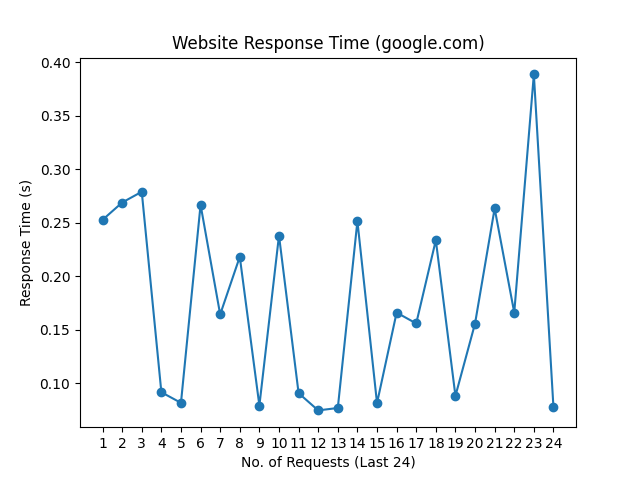 Website Response Time (google.com)
0.40
0.35
0.30
0.25
0.20
0.15
0.10
Response Time (s)
1 2 3 4 5 6 7 8 9 10 11 12 13 14 15 16 17 18 19 20 21 22 23 24
No. of Requests (Last 24)